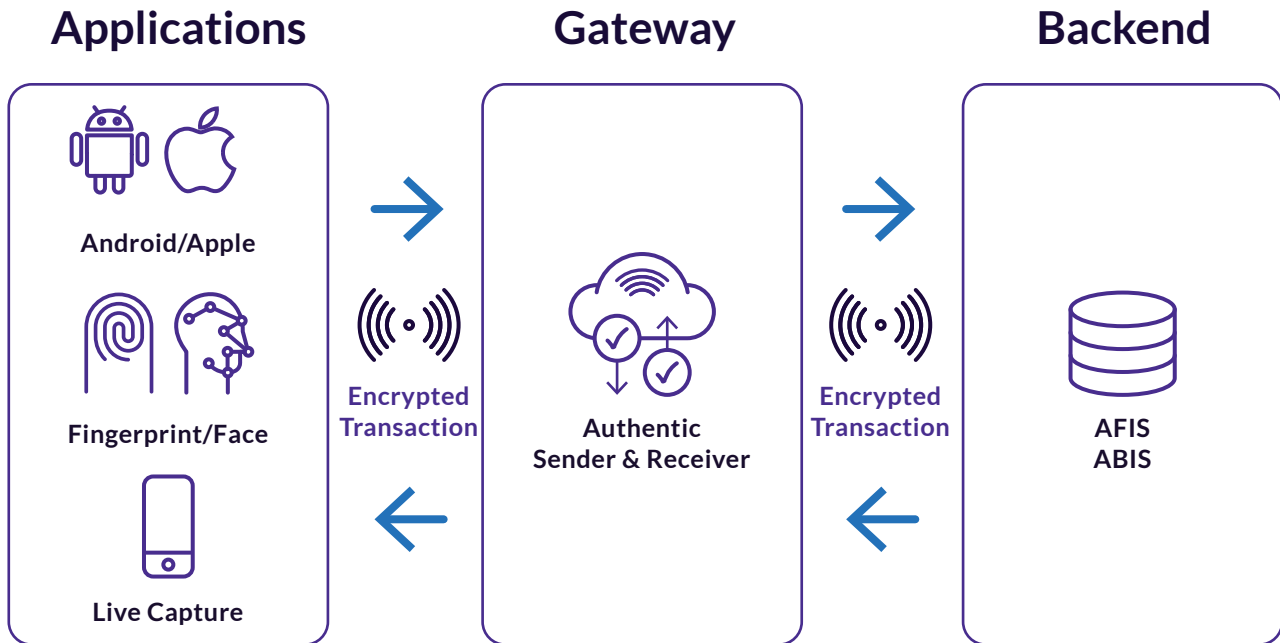 Applications
Gateway
Backend
Android/Apple
Fingerprint/Face
Live Capture
Encrypted
Transaction
Authentic
Sender & Receiver
Encrypted
Transaction
AFIS
ABIS